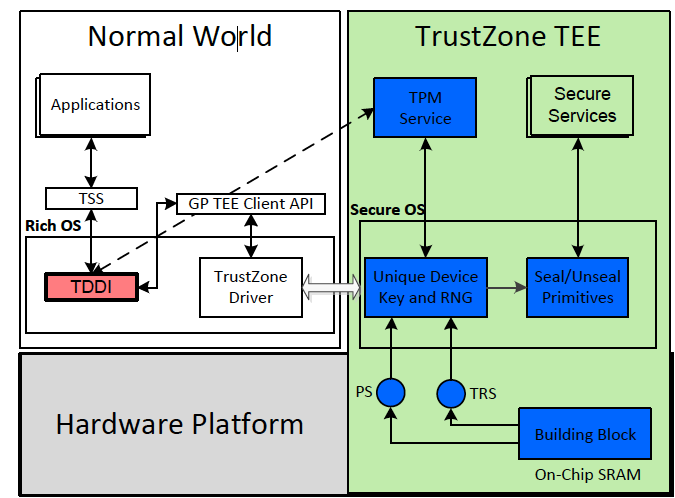 Normal World
TrustZone TEE
Applications
TPM
Service
Secure
Services
TSS
GP TEE Client API
Rich OS
Secure OS
TDDI
TrustZone
Driver
Unique Device
Key and RNG
Seal/Unseal
Primitives
PS
TRS
Hardware Platform
Building Block
On-Chip SRAM